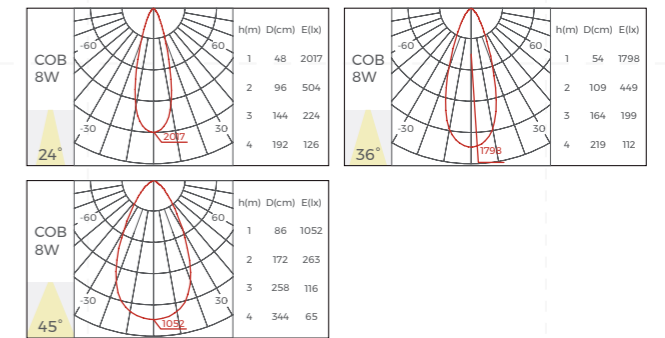 COB
8W
24°
-60
60
-30
30
2017
h(m) D(cm) E(lx)
1 48 2017
2 96 504
3 144 224
4 192 126
COB
8W
36°
-60
60
-30
30
1798
h(m) D(cm) E(lx)
1 54 1798
2 109 449
3 164 199
4 219 112
COB
8W
45°
-60
60
-30
30
1052
h(m) D(cm) E(lx)
1 86 1052
2 172 263
3 258 116
4 344 65